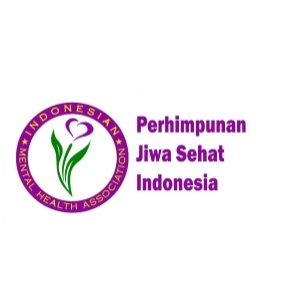 INDONESIAN
MENTAL HEALTH ASSOCIATION
Perhimpunan
Jiwa Sehat
Indonesia